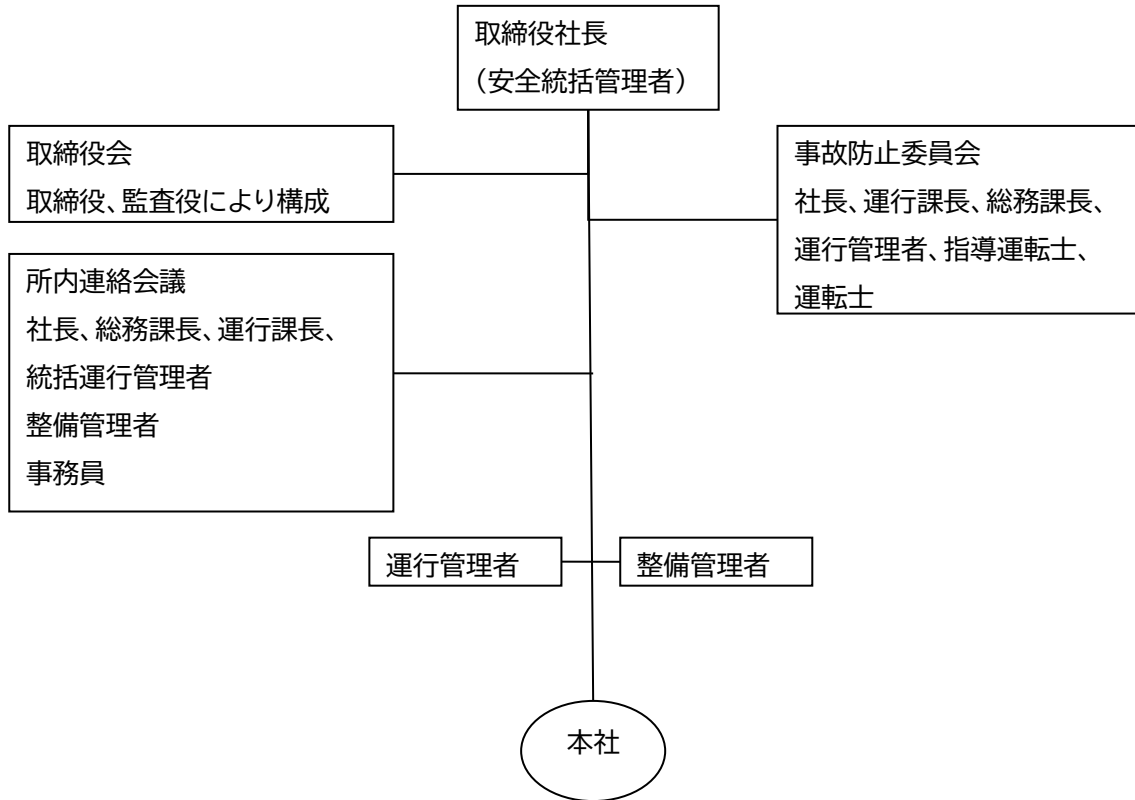 取締役社長
（安全統括管理者）
取締役会
取締役、監査役により構成
事故防止委員会
社長、運行課長、総務課長、
運行管理者、指導運転士、
運転士
所内連絡会議
社長、総務課長、運行課長、
統括運行管理者
整備管理者
事務員
運行管理者
整備管理者
本社